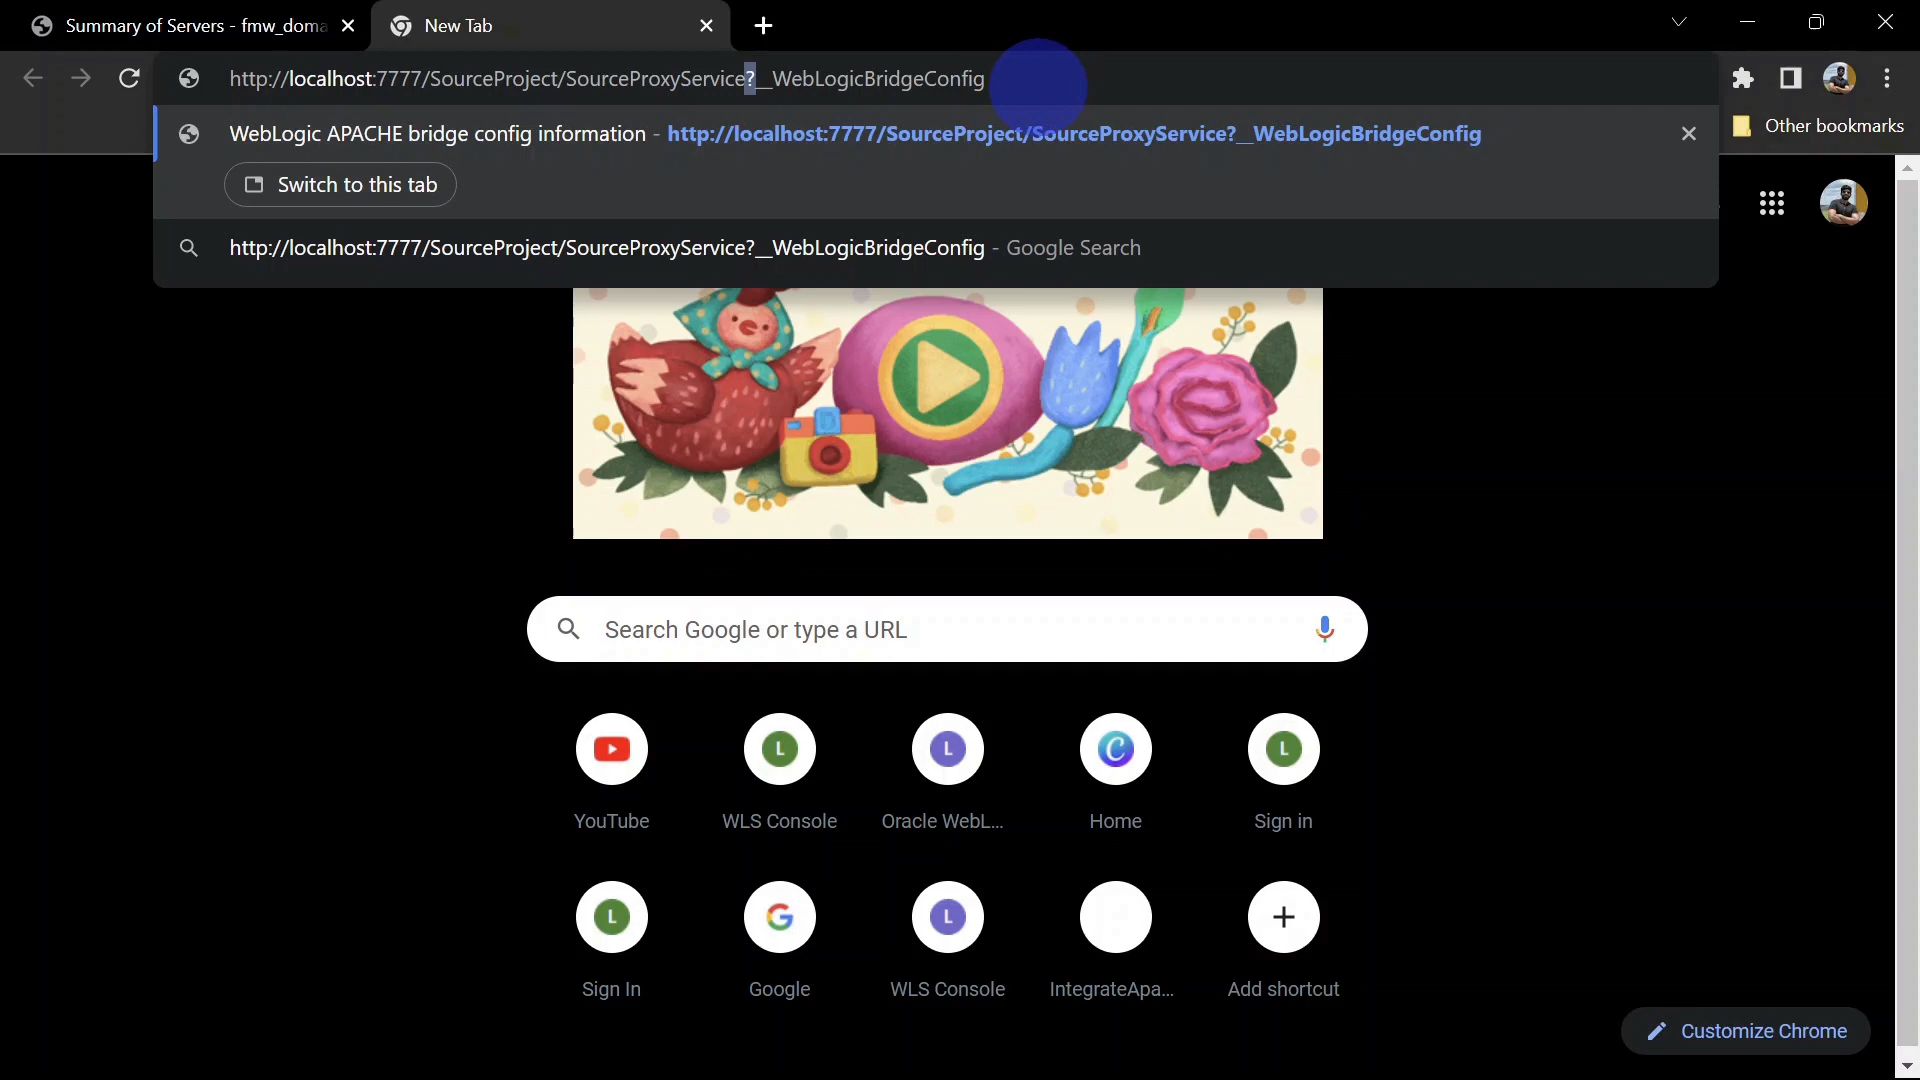 Summary of Servers - fmw_doma
New Tab
http://localhost:7777/SourceProject/SourceProxyService?__WebLogicBridgeConfig
WebLogic APACHE bridge config information - http://localhost:7777/SourceProject/SourceProxyService?__WebLogicBridgeConfig
Other bookmarks
Switch to this tab
http://localhost:7777/SourceProject/SourceProxyService?__WebLogicBridgeConfig - Google Search
Search Google or type a URL
L
L
L
YouTube
WLS Console
Oracle WebL...
Home
Sign in
L
L
Sign In
Google
WLS Console
IntegrateApa...
Add shortcut
Customize Chrome